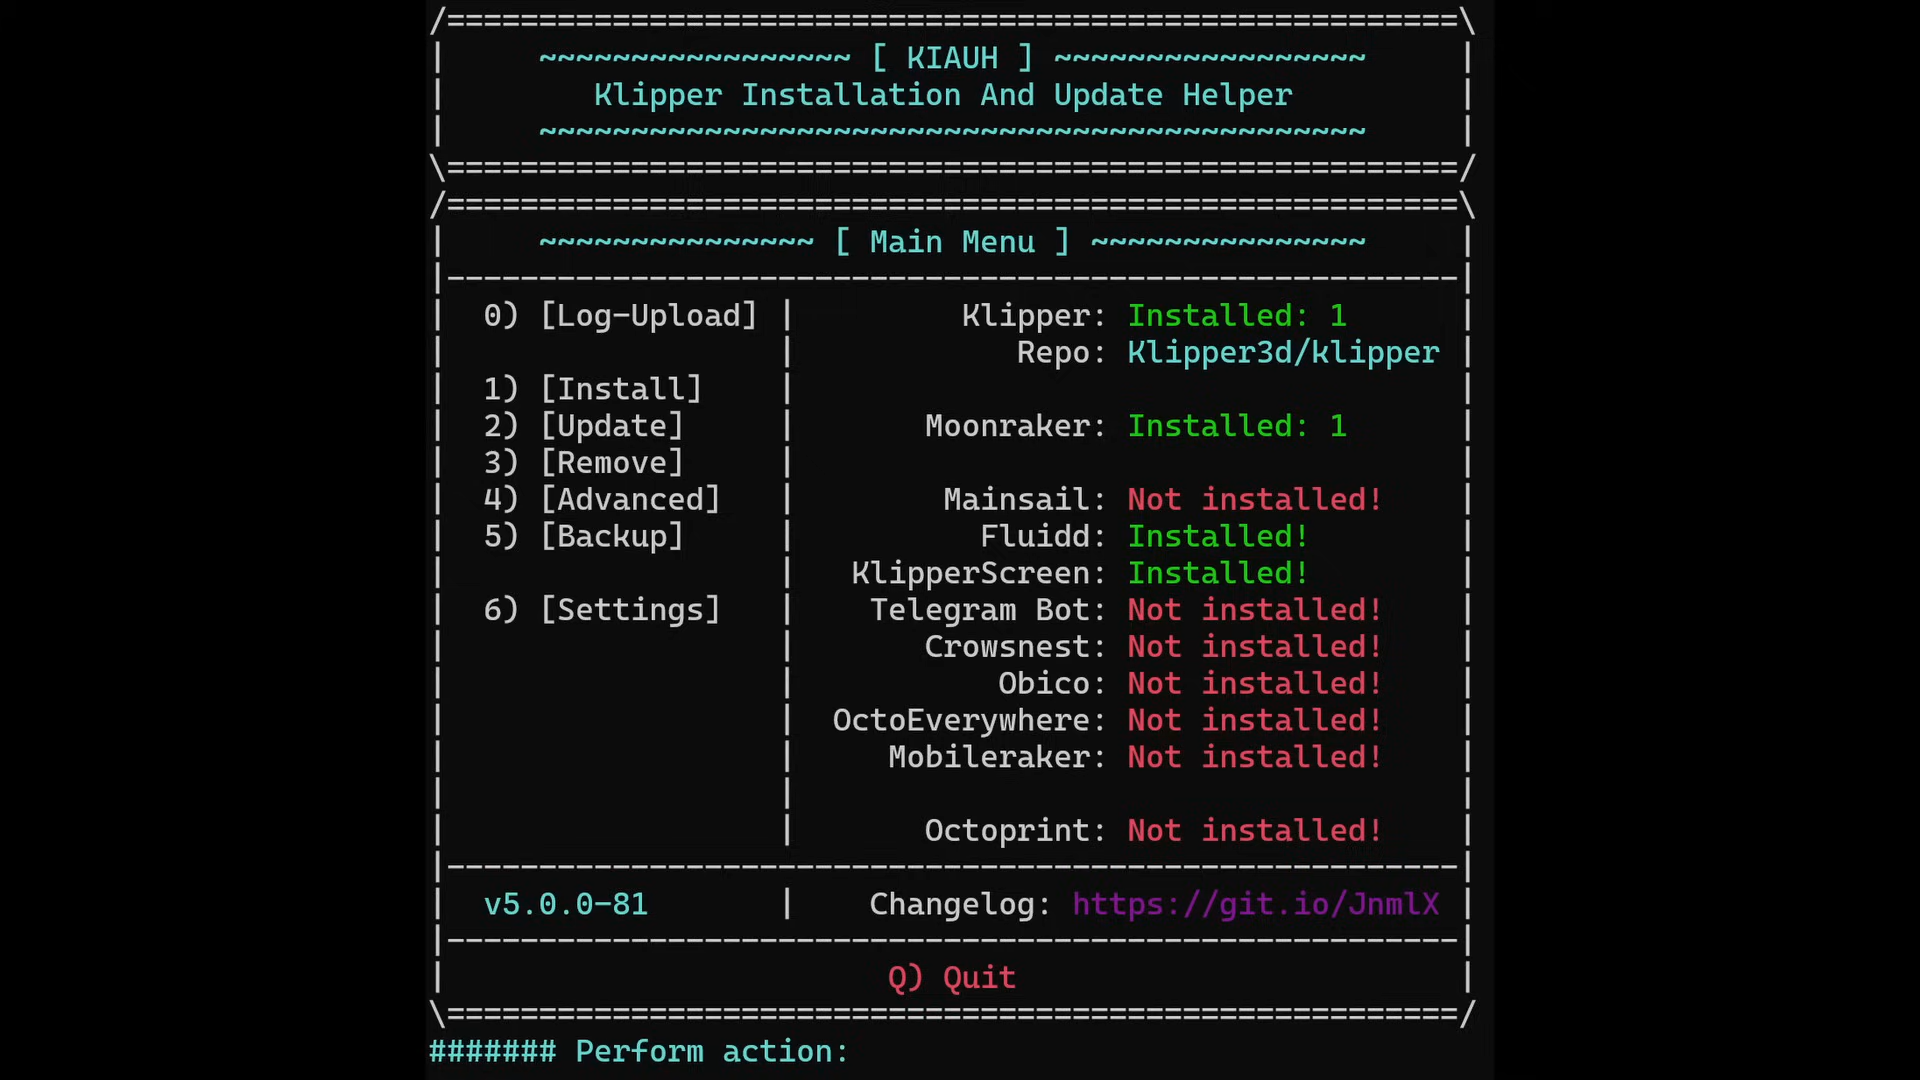 /=======================================================\
| ~~~~~~~~~~~~~~~~~ [ KIAUH ] ~~~~~~~~~~~~~~~~~ |
| Klipper Installation And Update Helper |
| ~~~~~~~~~~~~~~~~~~~~~~~~~~~~~~~~~~~~~~~~~~~~~ |
\=======================================================/
/=======================================================\
| ~~~~~~~~~~~~~~~ [ Main Menu ] ~~~~~~~~~~~~~~~ |
|-------------------------------------------------------|
| 0) [Log-Upload] | Klipper: Installed: 1 |
| | Repo: Klipper3d/klipper |
| 1) [Install] | |
| 2) [Update] | Moonraker: Installed: 1 |
| 3) [Remove] | |
| 4) [Advanced] | Mainsail: Not installed! |
| 5) [Backup] | Fluidd: Installed! |
| | KlipperScreen: Installed! |
| 6) [Settings] | Telegram Bot: Not installed! |
| | Crowsnest: Not installed! |
| | Obico: Not installed! |
| | OctoEverywhere: Not installed! |
| | Mobileraker: Not installed! |
| | |
| | Octoprint: Not installed! |
|-------------------------------------------------------|
| v5.0.0-81 | Changelog: https://git.io/JnmlX |
|-------------------------------------------------------|
| Q) Quit |
\=======================================================/
####### Perform action: